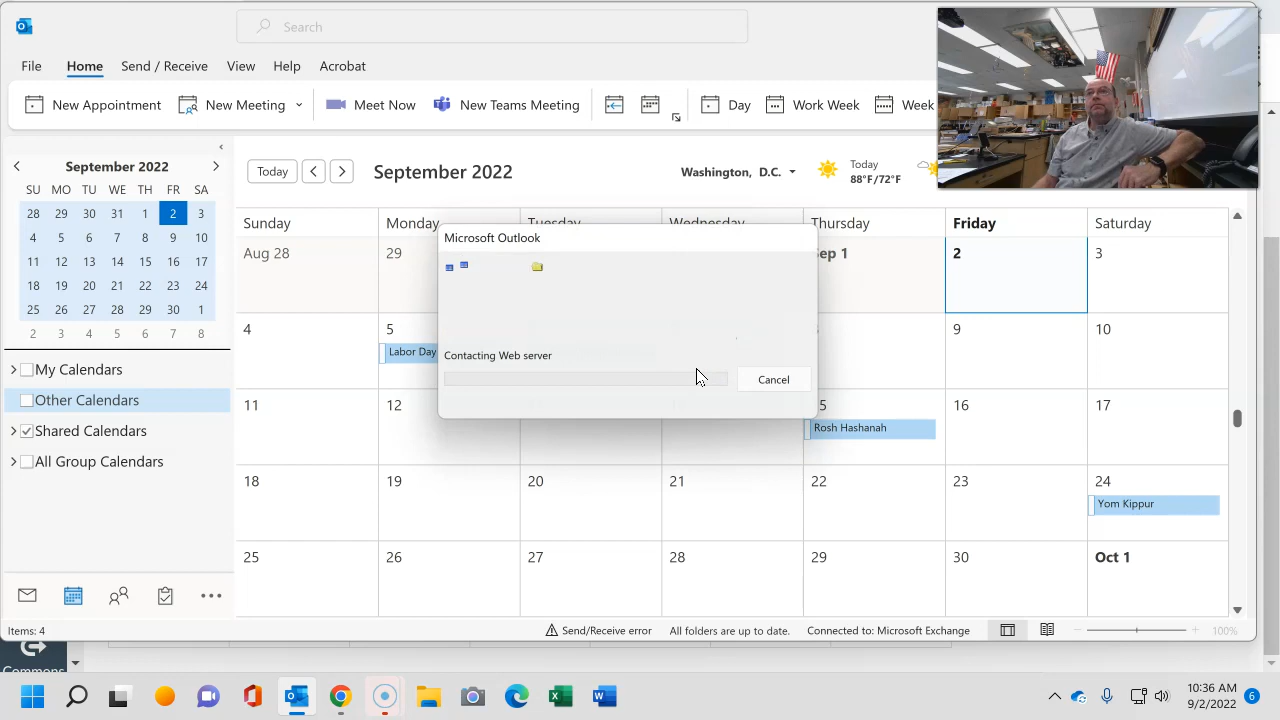 Search
File Home Send / Receive View Help Acrobat
New Appointment New Meeting Meet Now New Teams Meeting Day Work Week Week
September 2022
SU MO TU WE TH FR SA
28 29 30 31 1 2 3
4 5 6 7 8 9 10
11 12 13 14 15 16 17
18 19 20 21 22 23 24
25 26 27 28 29 30 1
2 3 4 5 6 7 8
My Calendars
Other Calendars
Shared Calendars
All Group Calendars
Today September 2022 Washington, D.C. Today
88°F/72°F
Sunday Monday Tuesday Wednesday Thursday Friday Saturday
Aug 28 29 Sep 1 2 3
Microsoft Outlook
Contacting Web server
Cancel
4 5 9 10
Labor Day
11 12 16 17
Rosh Hashanah
18 19 20 21 22 23 24
Yom Kippur
25 26 27 28 29 30 Oct 1
Items: 4 Send/Receive error All folders are up to date. Connected to: Microsoft Exchange 100%
Commons
10:36 AM
9/2/2022 6